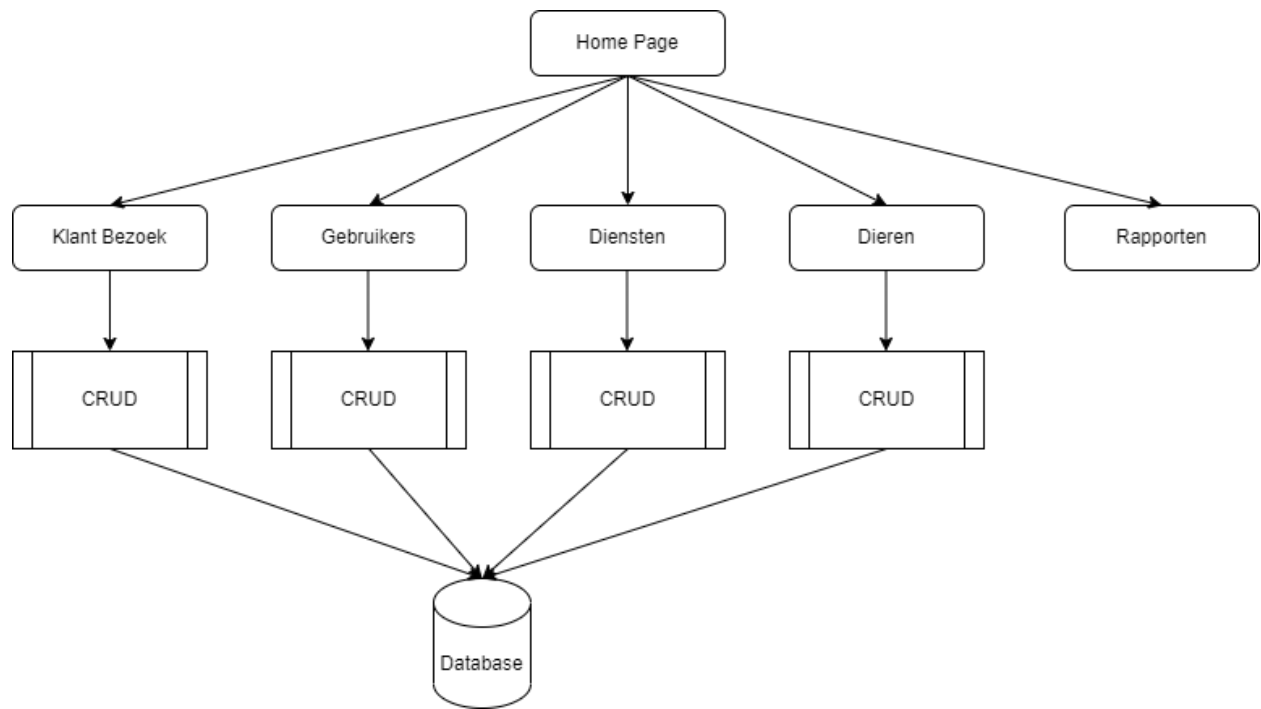 Home Page
Klant Bezoek
Gebruikers
Diensten
Dieren
Rapporten
CRUD
CRUD
CRUD
CRUD
Database